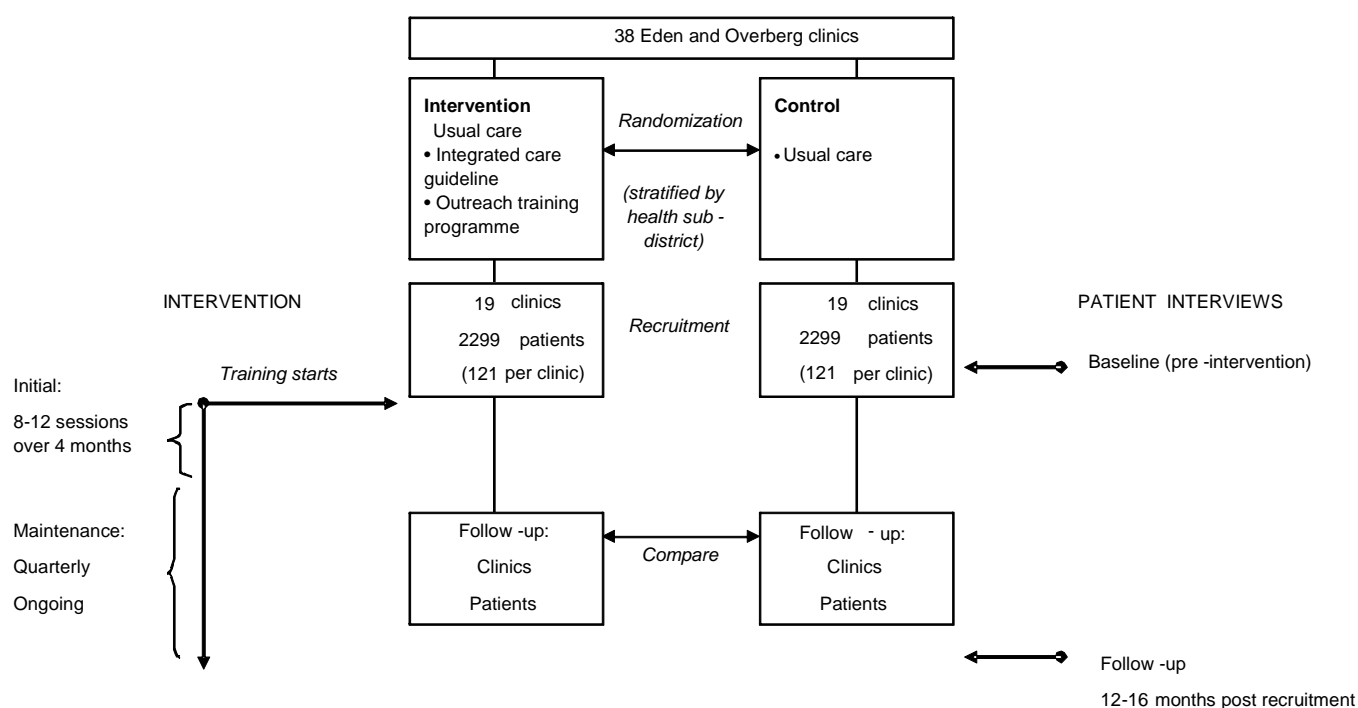 38 Eden and Overberg clinics
Intervention
Usual care
• Integrated care
guideline
• Outreach training
programme
Randomization
(stratified by
health sub -
district)
Control
• Usual care
INTERVENTION
19 clinics
2299 patients
(121 per clinic)
Recruitment
19 clinics
2299 patients
(121 per clinic)
PATIENT INTERVIEWS
Baseline (pre -intervention)
Training starts
Initial:
8-12 sessions
over 4 months
Maintenance:
Quarterly
Ongoing
Follow -up:
Clinics
Patients
Compare
Follow - up:
Clinics
Patients
Follow -up
12-16 months post recruitment